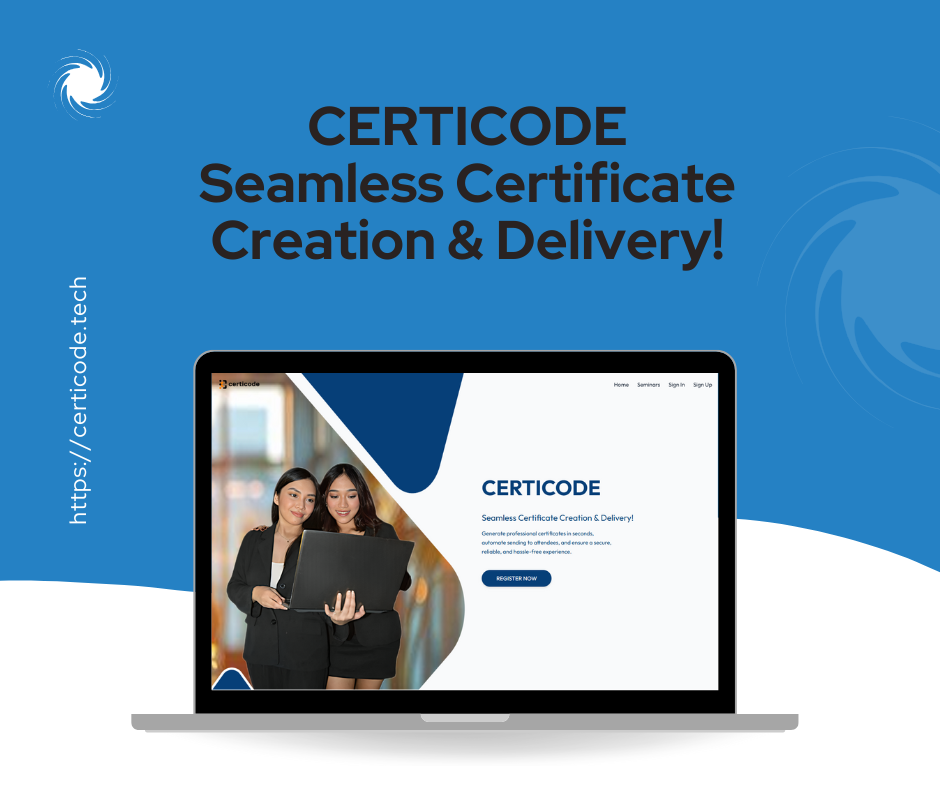 CERTICODE
Seamless Certificate
Creation & Delivery!
https://certicode.tech
certicode
Home Seminars Sign In Sign Up
CERTICODE
Seamless Certificate Creation & Delivery!
Generate professional certificates in seconds,
automate sending to attendees, and ensure a secure,
reliable, and hassle-free experience.
REGISTER NOW